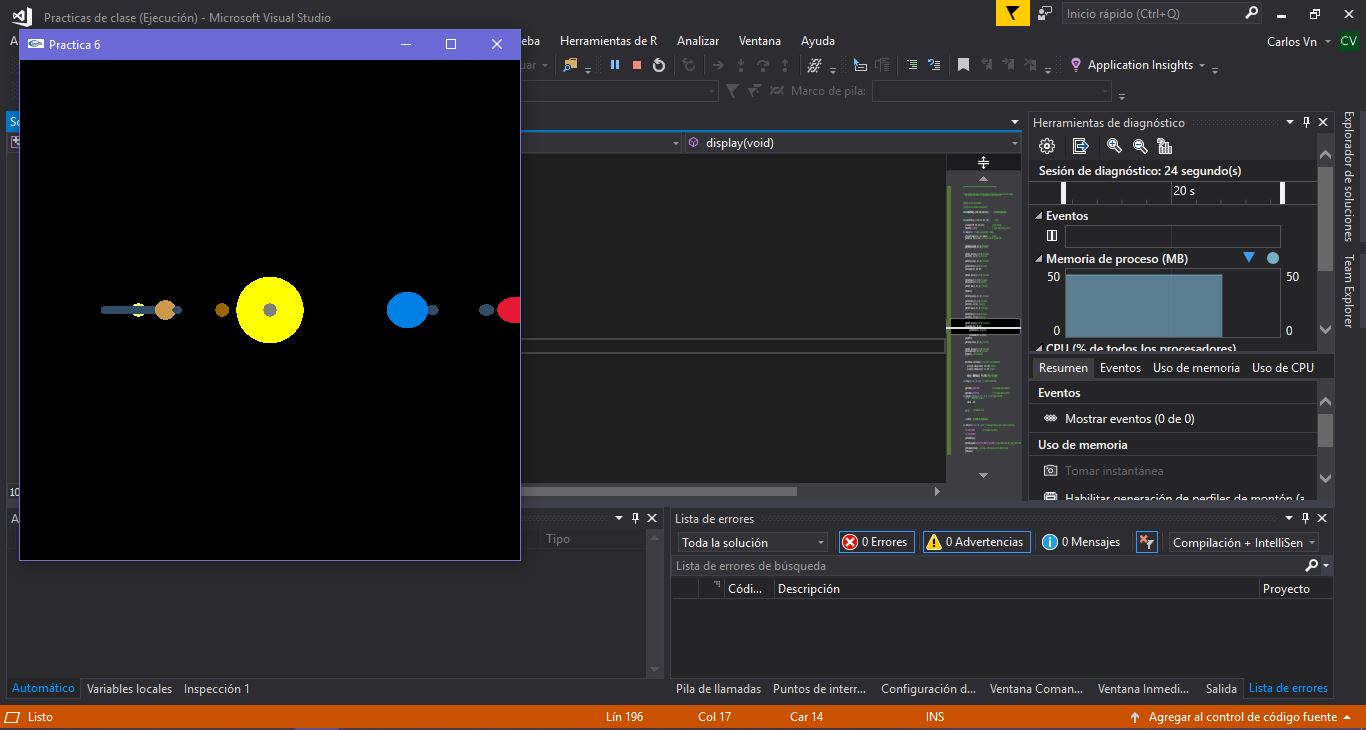 Practicas de clase (Ejecución) - Microsoft Visual Studio
Inicio rápido (Ctrl+Q)
Practica 6
Herramientas de R
Analizar
Ventana
Ayuda
Carlos Vn
CV
Application Insights
Marco de pila:
display(void)
Herramientas de diagnóstico
Sesión de diagnóstico: 24 segundo(s)
20 s
Eventos
Memoria de proceso (MB)
50
50
0
0
CPU (% de todos los procesadores)
Resumen
Eventos
Uso de memoria
Uso de CPU
Eventos
Mostrar eventos (0 de 0)
Uso de memoria
Tomar instantánea
Habilitar generación de perfiles de montón (a
Explorador de soluciones
Team Explorer
Tipo
Automático
Variables locales
Inspección 1
Lista de errores
Toda la solución
0 Errores
0 Advertencias
0 Mensajes
Compilación + IntelliSen
Lista de errores de búsqueda
Códi...
Descripción
Proyecto
Pila de llamadas
Puntos de interr...
Configuración d...
Ventana Coman...
Ventana Inmedi...
Salida
Lista de errores
Listo
Lín 196
Col 17
Car 14
INS
Agregar al control de código fuente